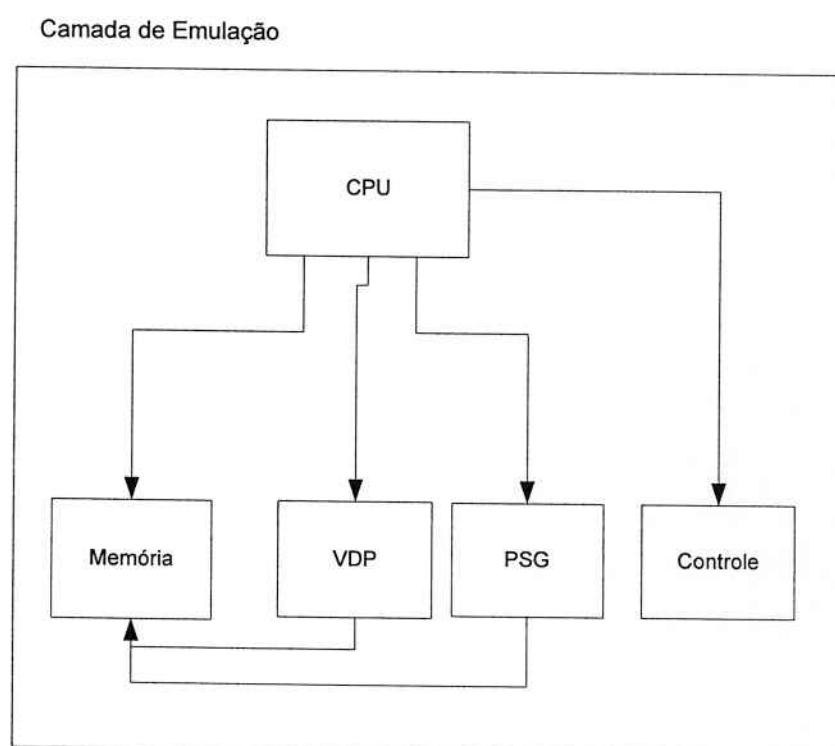 Camada de Emulação
CPU
Memória
VDP
PSG
Controle